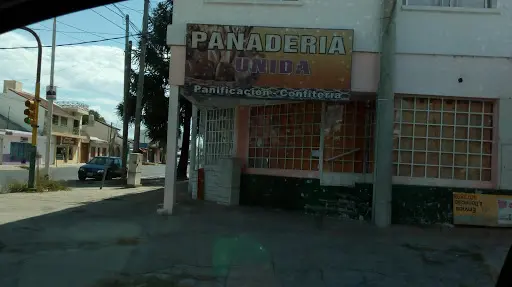 PANADERIA
UNIDA
Panificacion - Confiteria